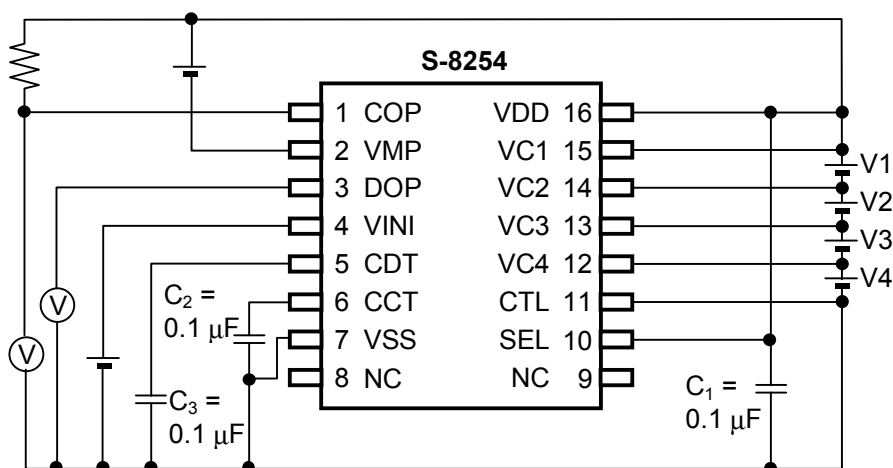 S-8254
1 COP VDD 16
2 VMP VC1 15
3 DOP VC2 14
4 VINI VC3 13
5 CDT VC4 12
6 CCT CTL 11
7 VSS SEL 10
8 NC NC 9
V1
V2
V3
V4
V
V
C₂ =
0.1 μF
C₃ =
0.1 μF
C₁ =
0.1 μF